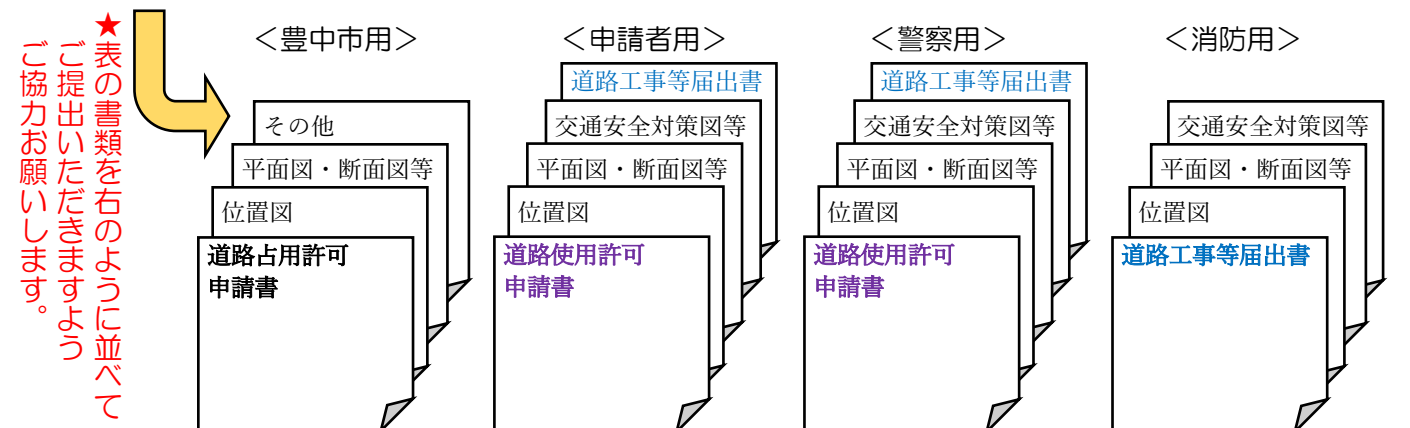 ★表の書類を右のように並べて
ご提出いただきますよう
ご協力お願いします。
＜豊中市用＞
その他
平面図・断面図等
位置図
道路占用許可
申請書
＜申請者用＞
道路工事等届出書
交通安全対策図等
平面図・断面図等
位置図
道路使用許可
申請書
＜警察用＞
道路工事等届出書
交通安全対策図等
平面図・断面図等
位置図
道路使用許可
申請書
＜消防用＞
交通安全対策図等
平面図・断面図等
位置図
道路工事等届出書